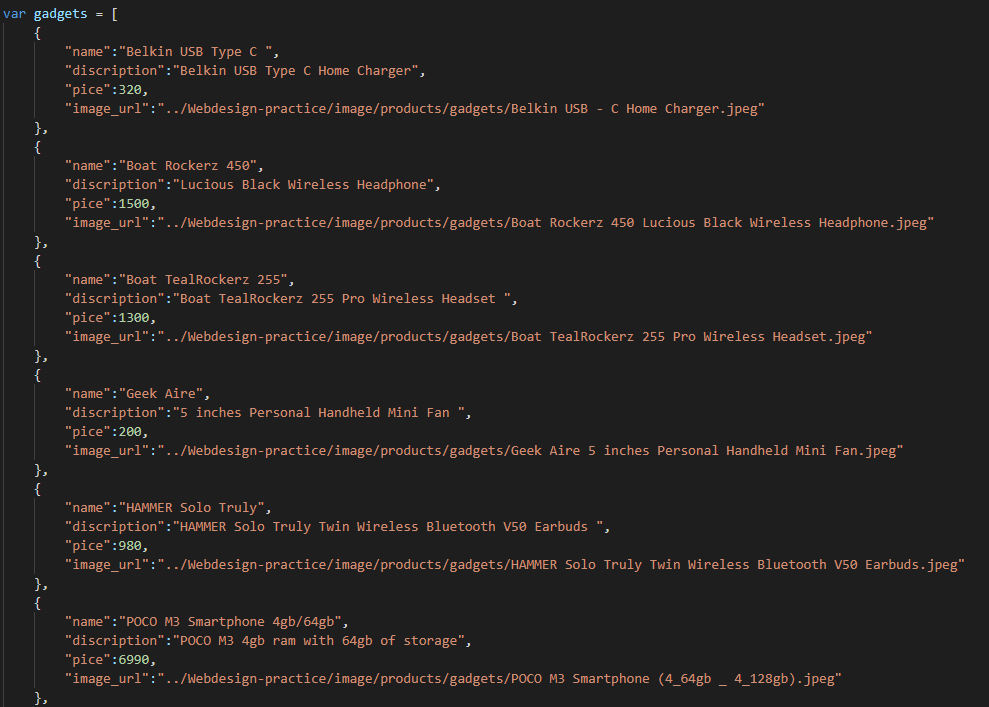 var gadgets = [
{
"name":"Belkin USB Type C ",
"discription":"Belkin USB Type C Home Charger",
"pice":320,
"image_url":"../Webdesign-practice/image/products/gadgets/Belkin USB - C Home Charger.jpeg"
},
{
"name":"Boat Rockerz 450",
"discription":"Lucious Black Wireless Headphone",
"pice":1500,
"image_url":"../Webdesign-practice/image/products/gadgets/Boat Rockerz 450 Lucious Black Wireless Headphone.jpeg"
},
{
"name":"Boat TealRockerz 255",
"discription":"Boat TealRockerz 255 Pro Wireless Headset ",
"pice":1300,
"image_url":"../Webdesign-practice/image/products/gadgets/Boat TealRockerz 255 Pro Wireless Headset.jpeg"
},
{
"name":"Geek Aire",
"discription":"5 inches Personal Handheld Mini Fan ",
"pice":200,
"image_url":"../Webdesign-practice/image/products/gadgets/Geek Aire 5 inches Personal Handheld Mini Fan.jpeg"
},
{
"name":"HAMMER Solo Truly",
"discription":"HAMMER Solo Truly Twin Wireless Bluetooth V50 Earbuds ",
"pice":980,
"image_url":"../Webdesign-practice/image/products/gadgets/HAMMER Solo Truly Twin Wireless Bluetooth V50 Earbuds.jpeg"
},
{
"name":"POCO M3 Smartphone 4gb/64gb",
"discription":"POCO M3 4gb ram with 64gb of storage",
"pice":6990,
"image_url":"../Webdesign-practice/image/products/gadgets/POCO M3 Smartphone (4_64gb _ 4_128gb).jpeg"
},